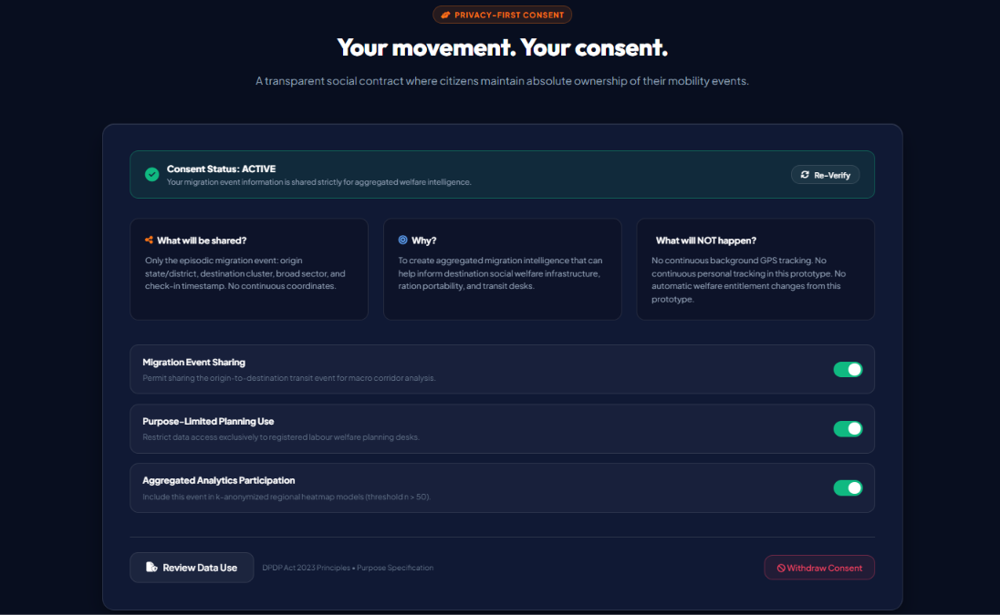 PRIVACY-FIRST CONSENT
Your movement. Your consent.
A transparent social contract where citizens maintain absolute ownership of their mobility events.
Consent Status: ACTIVE
Your migration event information is shared strictly for aggregated welfare intelligence.
Re-Verify
What will be shared?
Only the episodic migration event: origin
state/district, destination cluster, broad sector, and
check-in timestamp. No continuous coordinates.
Why?
To create aggregated migration intelligence that can
help inform destination social welfare infrastructure,
ration portability, and transit desks.
What will NOT happen?
No continuous background GPS tracking. No
continuous personal tracking in this prototype. No
automatic welfare entitlement changes from this
prototype.
Migration Event Sharing
Permit sharing the origin-to-destination transit event for macro corridor analysis.
Purpose-Limited Planning Use
Restrict data access exclusively to registered labour welfare planning desks.
Aggregated Analytics Participation
Include this event in k-anonymized regional heatmap models (threshold n > 50).
Review Data Use
DPDP Act 2023 Principles • Purpose Specification
Withdraw Consent